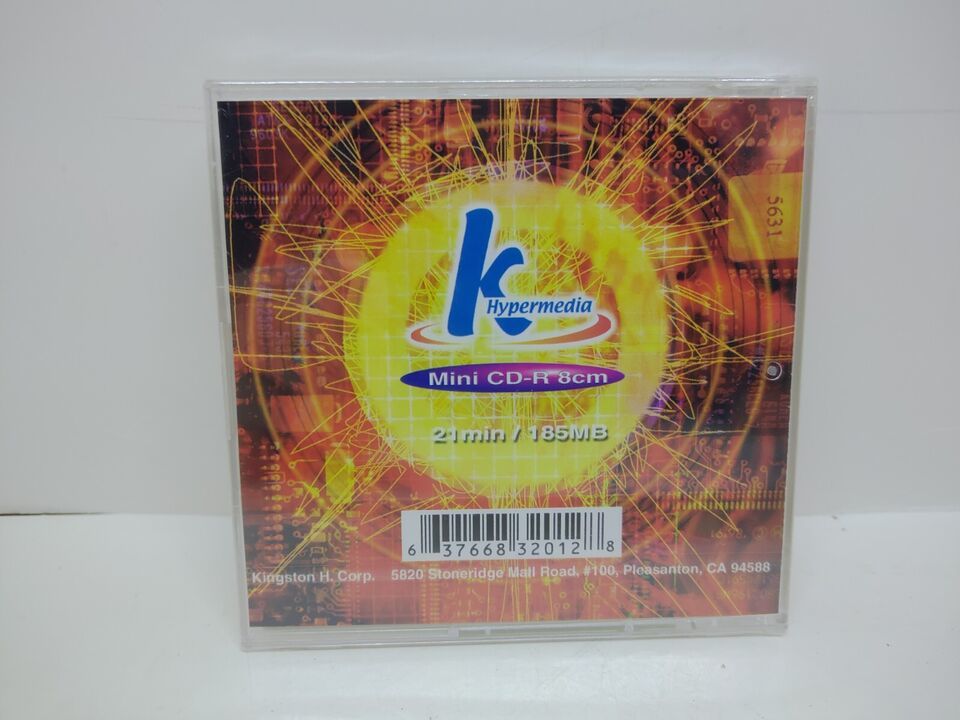 5631
K
Hypermedia
Mini CD-R 8cm
21min / 185MB
6 37668 32012 8
Kingston H. Corp. 5820 Stoneridge Mall Road, #100, Pleasanton, CA 94588